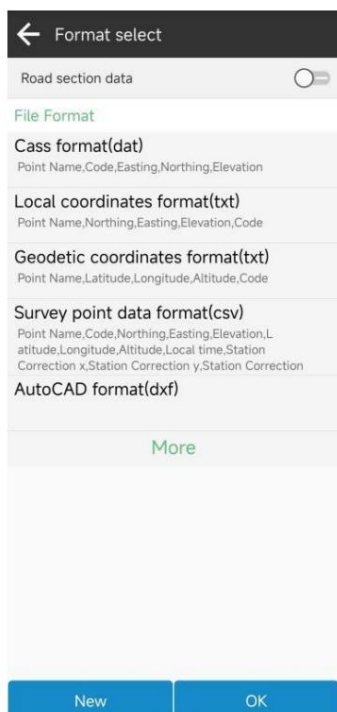 Format select
Road section data
File Format
Cass format(dat)
Point Name,Code,Easting,Northing,Elevation
Local coordinates format(txt)
Point Name,Northing,Easting,Elevation,Code
Geodetic coordinates format(txt)
Point Name,Latitude,Longitude,Altitude,Code
Survey point data format(csv)
Point Name,Code,Northing,Easting,Elevation,L
atitude,Longitude,Altitude,Local time,Station
Correction x,Station Correction y,Station Correction
AutoCAD format(dxf)
More
New
OK